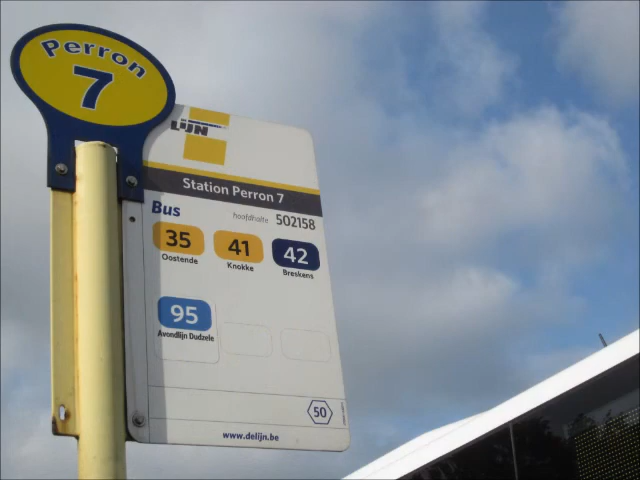 Perron
7
LIJN
Station Perron 7
Bus
hoofdhalte 502158
35 41 42
Oostende Knokke Breskens
95
Avondlijn Dudzele
50
www.delijn.be